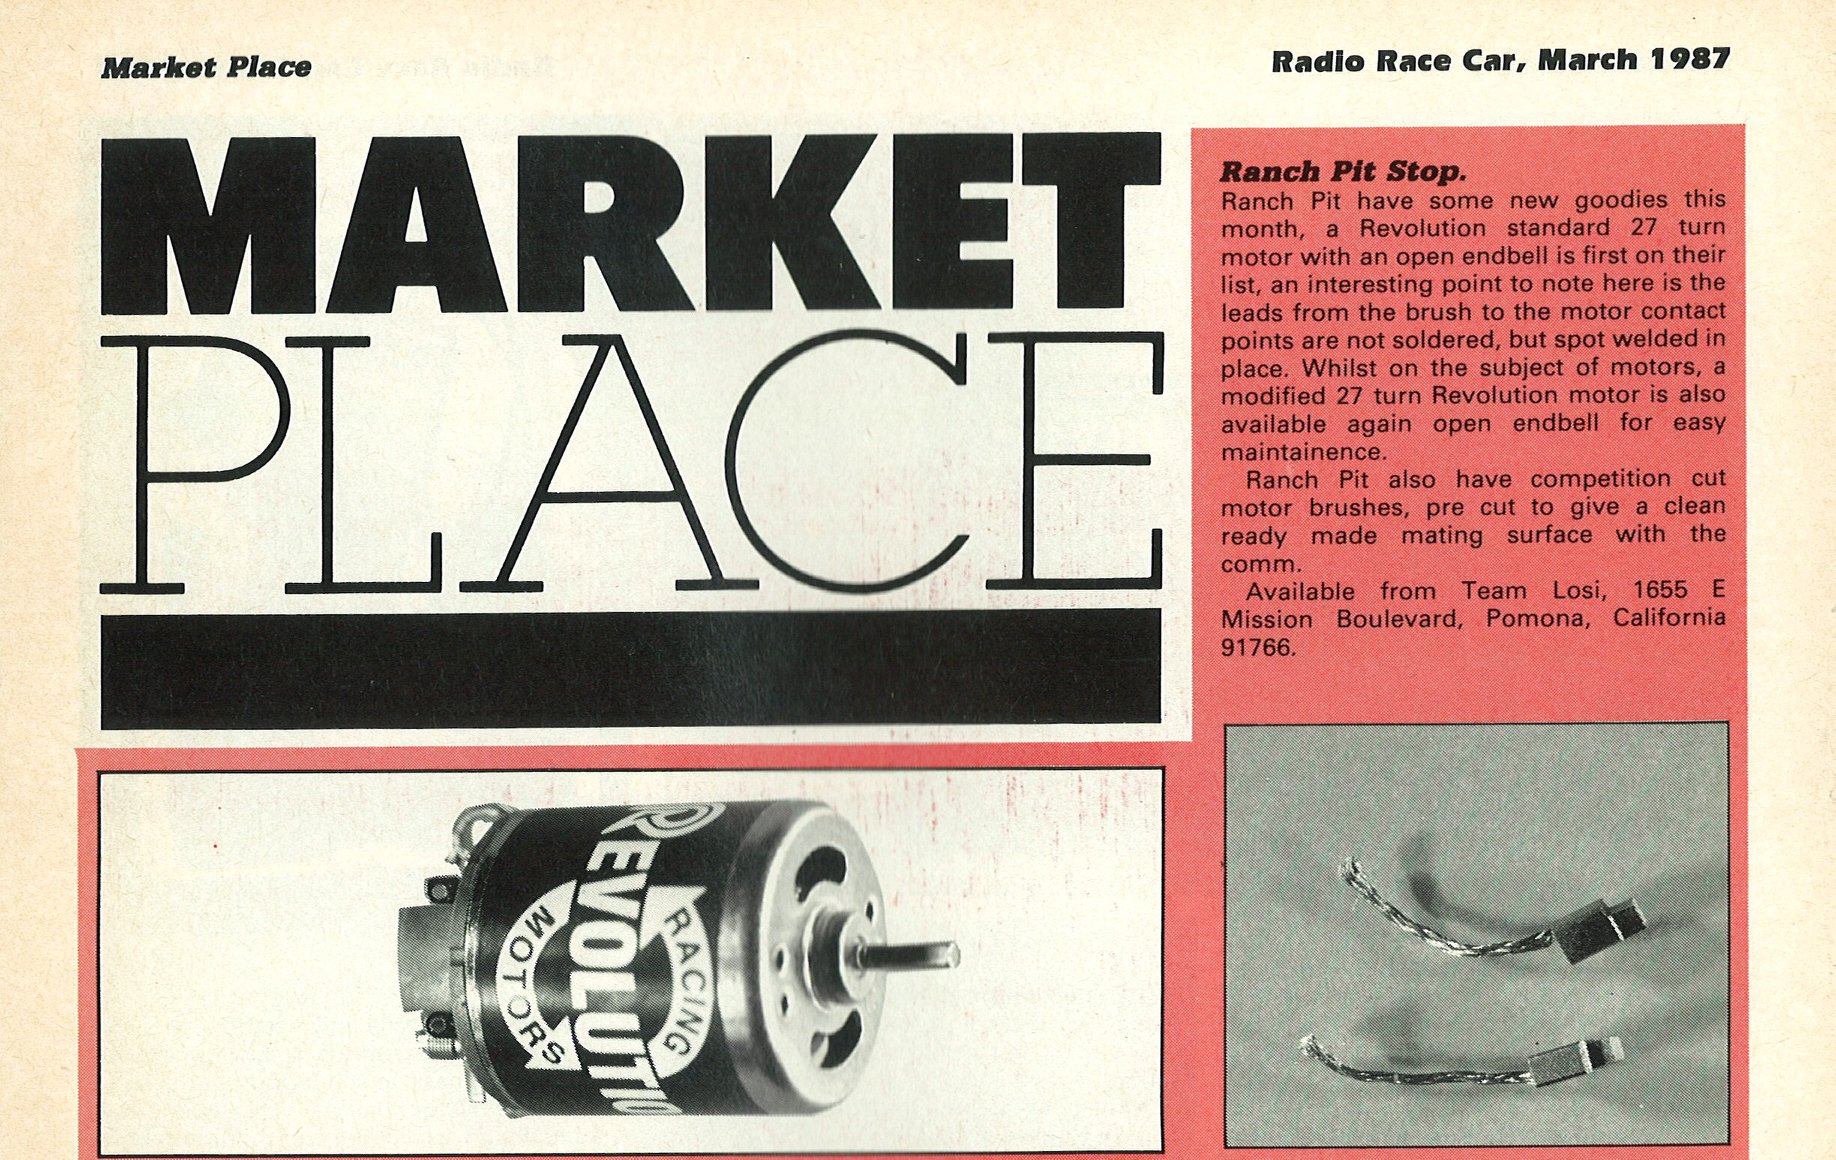 Market Place
Radio Race Car, March 1987
MARKET
PLACE
Ranch Pit Stop.
Ranch Pit have some new goodies this
month, a Revolution standard 27 turn
motor with an open endbell is first on their
list, an interesting point to note here is the
leads from the brush to the motor contact
points are not soldered, but spot welded in
place. Whilst on the subject of motors, a
modified 27 turn Revolution motor is also
available again open endbell for easy
maintainence.
Ranch Pit also have competition cut
motor brushes, pre cut to give a clean
ready made mating surface with the
comm.
Available from Team Losi, 1655 E
Mission Boulevard, Pomona, California
91766.
REVOLUTIO
RACING
MOTORS